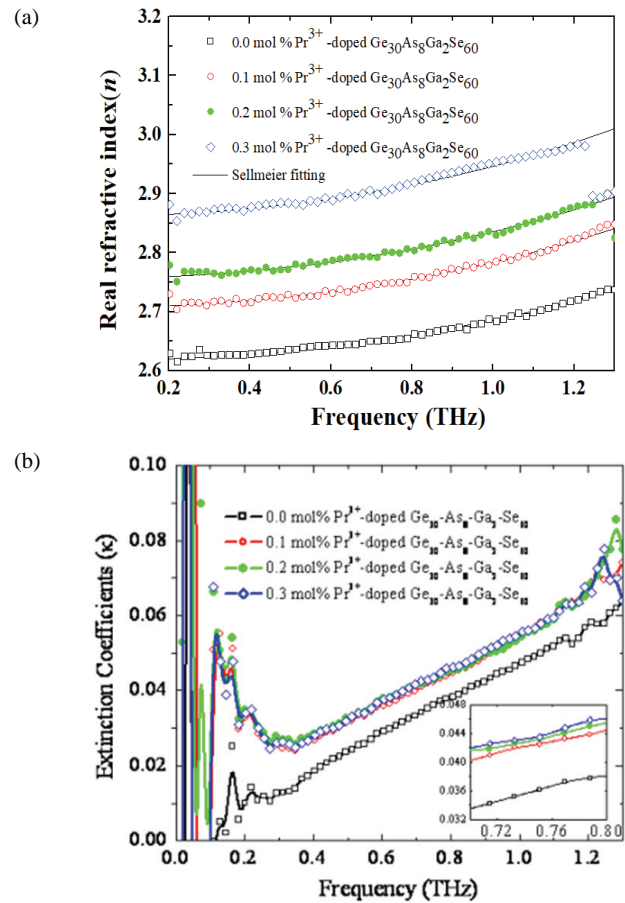 (a)
3.2
3.1
3.0
2.9
2.8
2.7
2.6
Real refractive index(n)
0.0 mol % Pr³⁺ -doped Ge₃₀As₈Ga₂Se₆₀
0.1 mol % Pr³⁺ -doped Ge₃₀As₈Ga₂Se₆₀
0.2 mol % Pr³⁺ -doped Ge₃₀As₈Ga₂Se₆₀
0.3 mol % Pr³⁺ -doped Ge₃₀As₈Ga₂Se₆₀
Sellmeier fitting
0.2 0.4 0.6 0.8 1.0 1.2
Frequency (THz)
(b)
0.10
0.08
0.06
0.04
0.02
0.00
Extinction Coefficients (κ)
0.0 mol% Pr³⁺-doped Ge₃₀-As₈-Ga₂-Se₆₀
0.1 mol% Pr³⁺-doped Ge₃₀-As₈-Ga₂-Se₆₀
0.2 mol% Pr³⁺-doped Ge₃₀-As₈-Ga₂-Se₆₀
0.3 mol% Pr³⁺-doped Ge₃₀-As₈-Ga₂-Se₆₀
0.048
0.044
0.040
0.036
0.032
0.72 0.76 0.80
0.0 0.2 0.4 0.6 0.8 1.0 1.2
Frequency (THz)